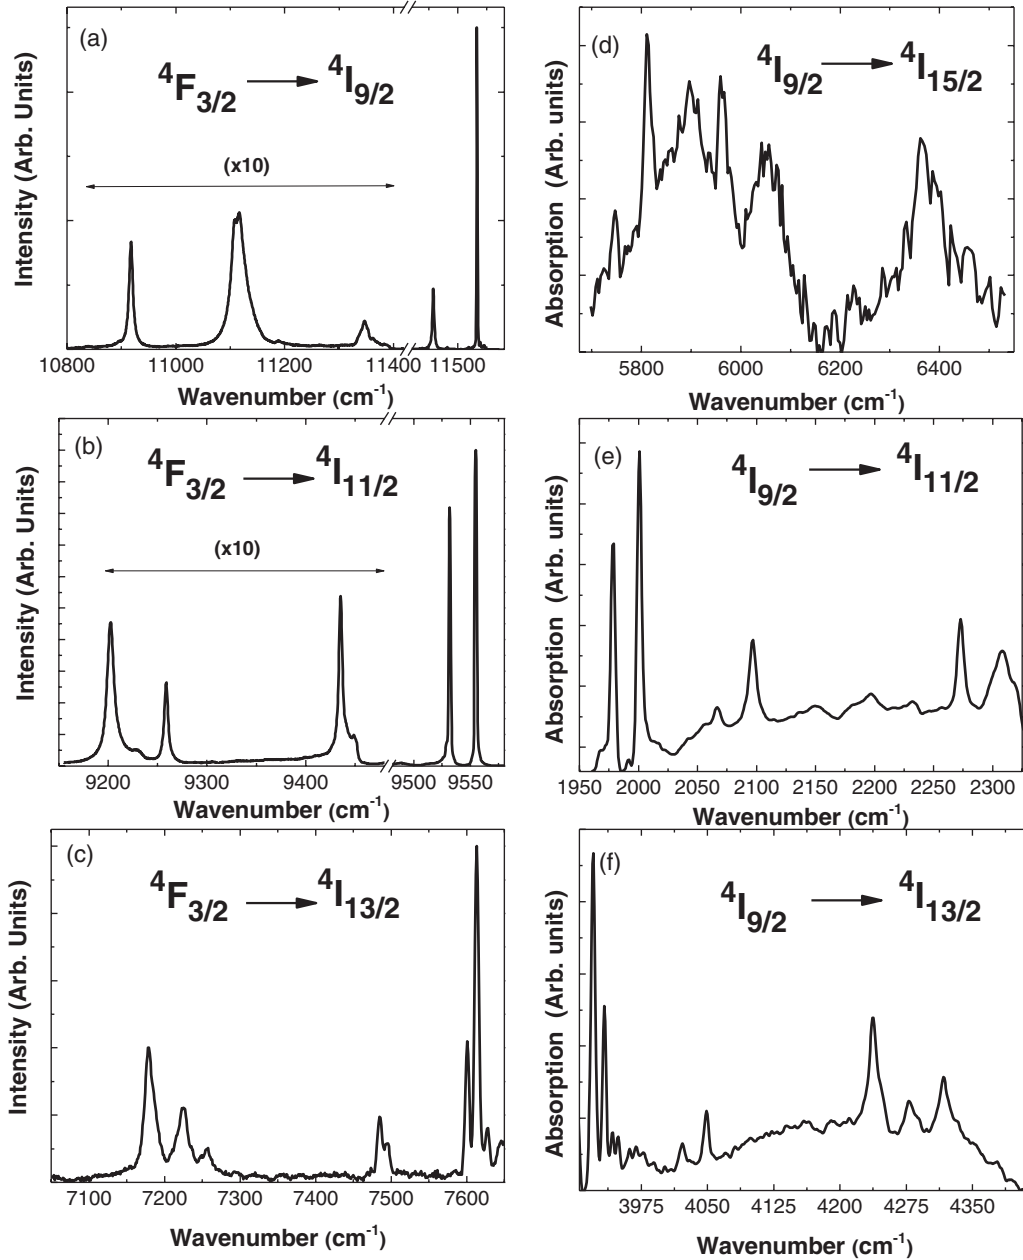 (a)
⁴F₃/₂ → ⁴I₉/₂
(x10)
Intensity (Arb. Units)
10800 11000 11200 11400 11500
Wavenumber (cm⁻¹)
(d)
⁴I₉/₂ → ⁴I₁₅/₂
Absorption (Arb. units)
5800 6000 6200 6400
Wavenumber (cm⁻¹)
(b)
⁴F₃/₂ → ⁴I₁₁/₂
(x10)
Intensity (Arb. Units)
9200 9300 9400 9500 9550
Wavenumber (cm⁻¹)
(e)
⁴I₉/₂ → ⁴I₁₁/₂
Absorption (Arb. units)
1950 2000 2050 2100 2150 2200 2250 2300
Wavenumber (cm⁻¹)
(c)
⁴F₃/₂ → ⁴I₁₃/₂
Intensity (Arb. Units)
7100 7200 7300 7400 7500 7600
Wavenumber (cm⁻¹)
(f)
⁴I₉/₂ → ⁴I₁₃/₂
Absorption (Arb. units)
3975 4050 4125 4200 4275 4350
Wavenumber (cm⁻¹)